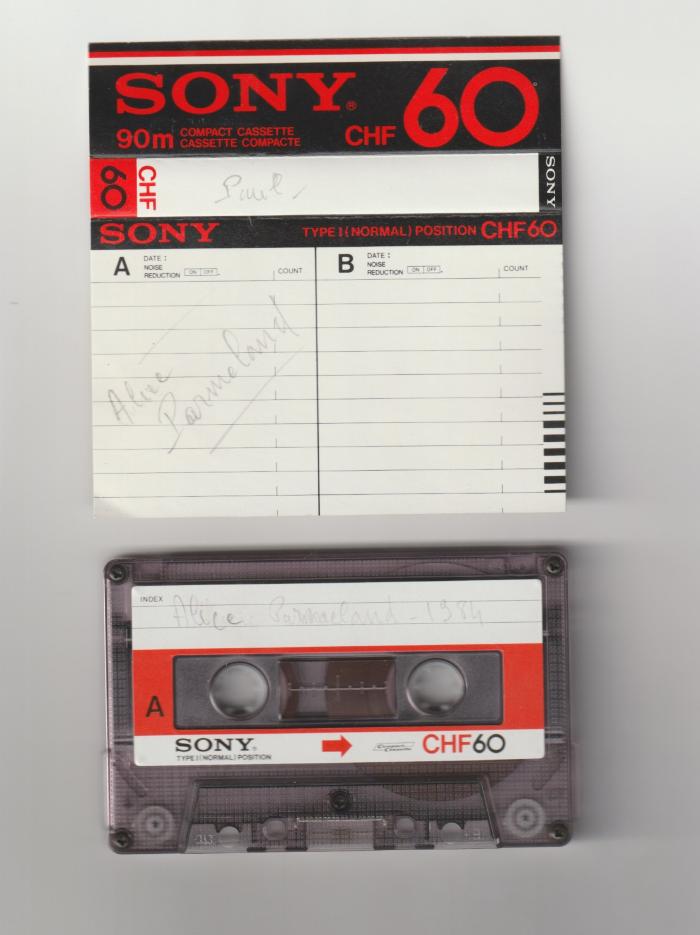 SONY® 60
90m COMPACT CASSETTE CHF
CASSETTE COMPACTE
60 CHF Paul SONY
SONY TYPE I (NORMAL) POSITION CHF60
A DATE : B DATE :
NOISE REDUCTION ON OFF COUNT NOISE REDUCTION ON OFF COUNT
Alice
Parmeland
INDEX
Alice Parmeland - 1984
A
SONY® Compact Cassette CHF60
TYPE I (NORMAL) POSITION